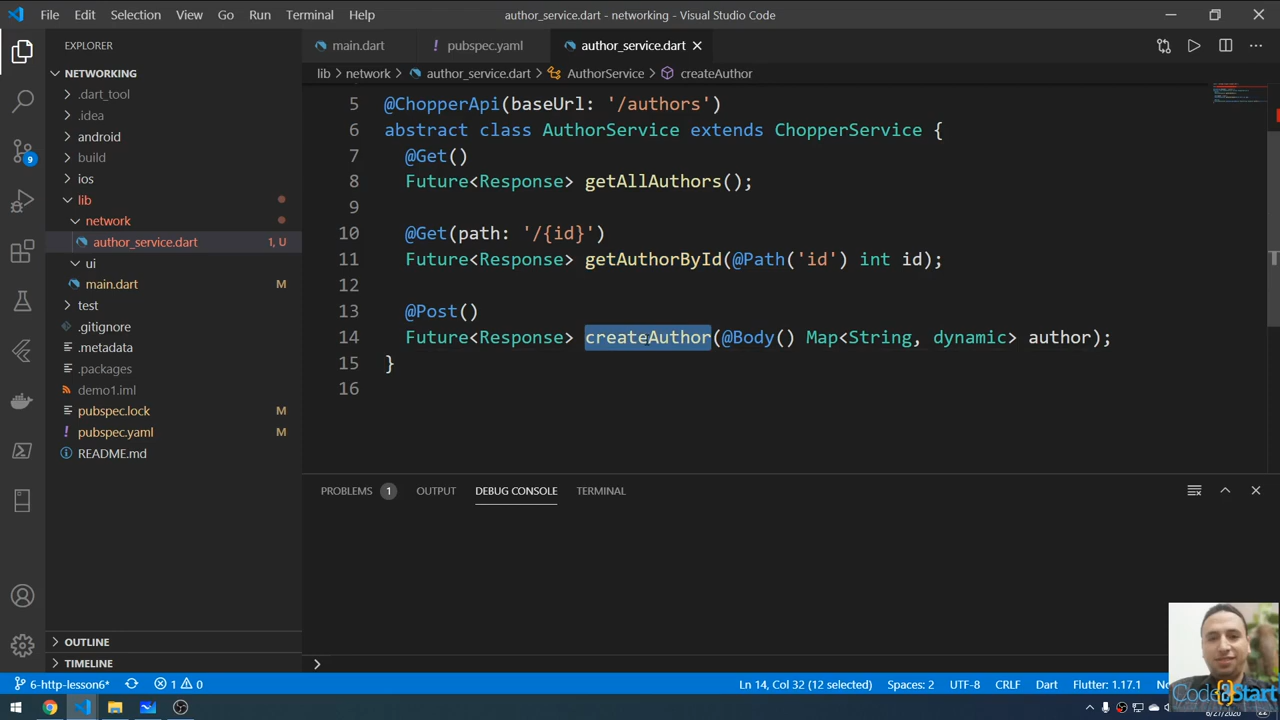 File Edit Selection View Go Run Terminal Help
author_service.dart - networking - Visual Studio Code
EXPLORER
main.dart
pubspec.yaml
author_service.dart
NETWORKING
lib > network > author_service.dart > AuthorService > createAuthor
.dart_tool
.idea
android
build
ios
lib
network
author_service.dart 1, U
ui
main.dart M
test
.gitignore
.metadata
.packages
demo1.iml
pubspec.lock M
pubspec.yaml M
README.md
9
OUTLINE
TIMELINE
5 @ChopperApi(baseUrl: '/authors')
6 abstract class AuthorService extends ChopperService {
7 @Get()
8 Future<Response> getAllAuthors();
9
10 @Get(path: '/{id}')
11 Future<Response> getAuthorById(@Path('id') int id);
12
13 @Post()
14 Future<Response> createAuthor(@Body() Map<String, dynamic> author);
15 }
16
PROBLEMS 1 OUTPUT DEBUG CONSOLE TERMINAL
Code2Start
6-http-lesson6* 1 0 Ln 14, Col 32 (12 selected) Spaces: 2 UTF-8 CRLF Dart Flutter: 1.17.1
6/27/2020